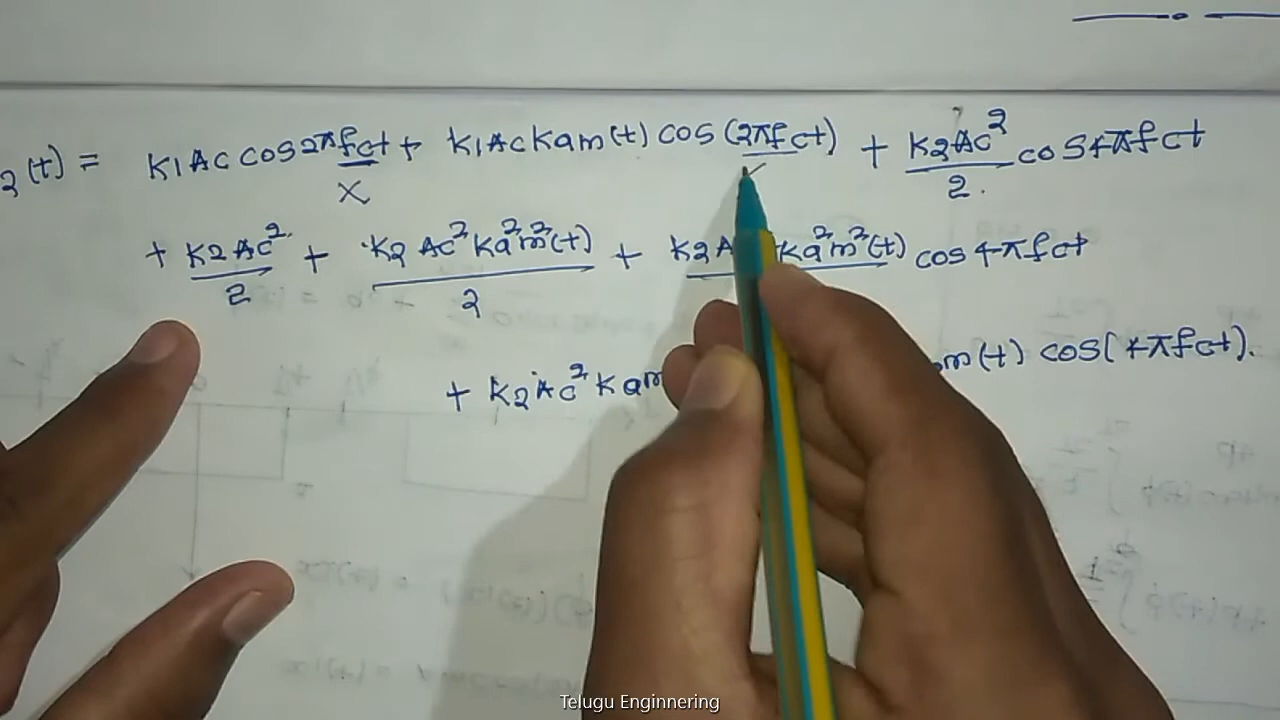 2(t) = K1Ac cos2πfct + K1AcKam(t) cos(2πfct) + K2Ac²/2. cos4πfct
+ K2Ac²/2 + K2Ac²Ka²m²(t)/2 + K2A Ka²m²(t) cos4πfct
x
+ K2Ac²Kam m(t) cos(4πfct).
Telugu Enginnering